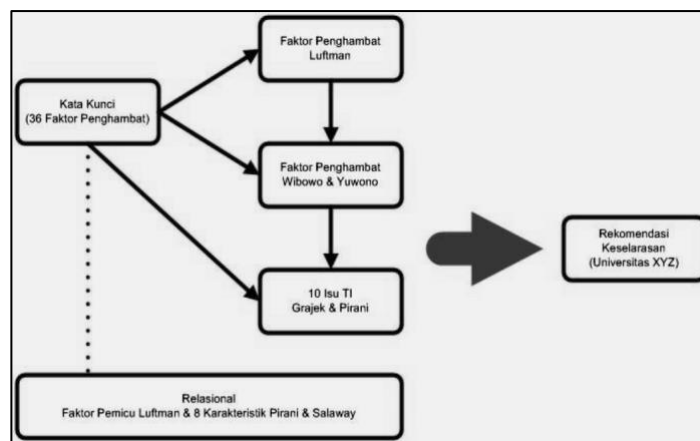 Faktor Penghambat
Luftman
Kata Kunci
(36 Faktor Penghambat)
Faktor Penghambat
Wibowo & Yuwono
Rekomendasi
Keselarasan
(Universitas XYZ)
10 Isu TI
Grajek & Pirani
Relasional
Faktor Pemicu Luftman & 8 Karakteristik Pirani & Salaway